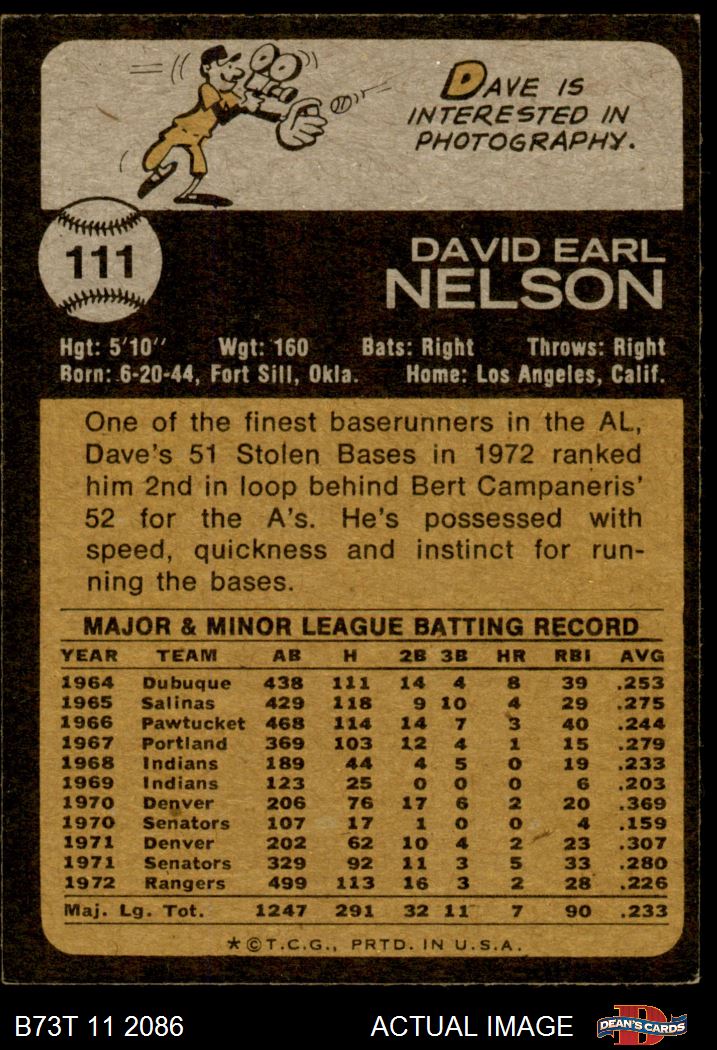 DAVE IS
INTERESTED IN
PHOTOGRAPHY.
111
DAVID EARL
NELSON
Hgt: 5'10" Wgt: 160 Bats: Right Throws: Right
Born: 6-20-44, Fort Sill, Okla. Home: Los Angeles, Calif.
One of the finest baserunners in the AL,
Dave's 51 Stolen Bases in 1972 ranked
him 2nd in loop behind Bert Campaneris'
52 for the A's. He's possessed with
speed, quickness and instinct for run-
ning the bases.
MAJOR & MINOR LEAGUE BATTING RECORD
YEAR TEAM AB H 2B 3B HR RBI AVG
1964 Dubuque 438 111 14 4 8 39 .253
1965 Salinas 429 118 9 10 4 29 .275
1966 Pawtucket 468 114 14 7 3 40 .244
1967 Portland 369 103 12 4 1 15 .279
1968 Indians 189 44 4 5 0 19 .233
1969 Indians 123 25 0 0 0 6 .203
1970 Denver 206 76 17 6 2 20 .369
1970 Senators 107 17 1 0 0 4 .159
1971 Denver 202 62 10 4 2 23 .307
1971 Senators 329 92 11 3 5 33 .280
1972 Rangers 499 113 16 3 2 28 .226
Maj. Lg. Tot. 1247 291 32 11 7 90 .233
*©T.C.G., PRTD. IN U.S.A.
B73T 11 2086 ACTUAL IMAGE DEAN'S CARDS